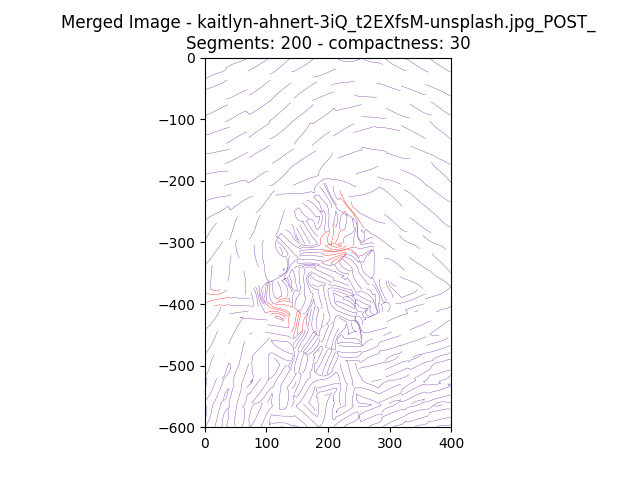 Merged Image - kaitlyn-ahnert-3iQ_t2EXfsM-unsplash.jpg_POST_
Segments: 200 - compactness: 30
0
−100
−200
−300
−400
−500
−600
0 100 200 300 400